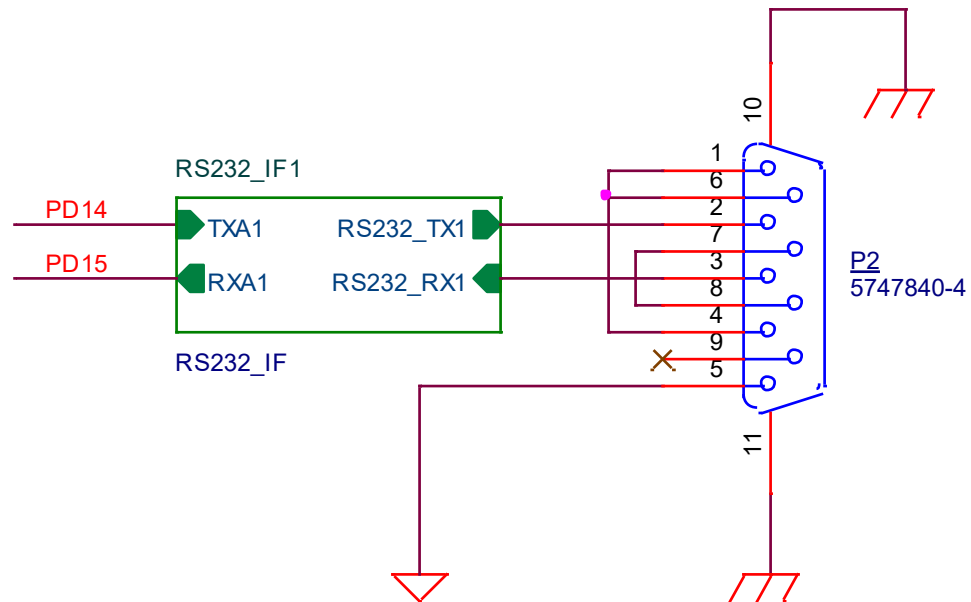 10
RS232_IF1
PD14
TXA1
RS232_TX1
PD15
RXA1
RS232_RX1
RS232_IF
1
6
2
7
3
8
4
9
5
P2
5747840-4
11